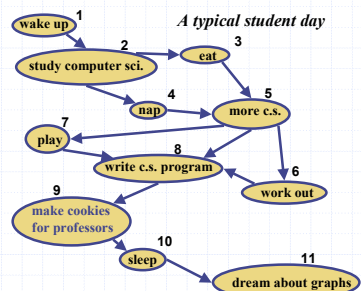 A typical student day
1
wake up
2
study computer sci.
3
eat
4
nap
5
more c.s.
7
play
8
write c.s. program
6
work out
9
make cookies
for professors
10
sleep
11
dream about graphs